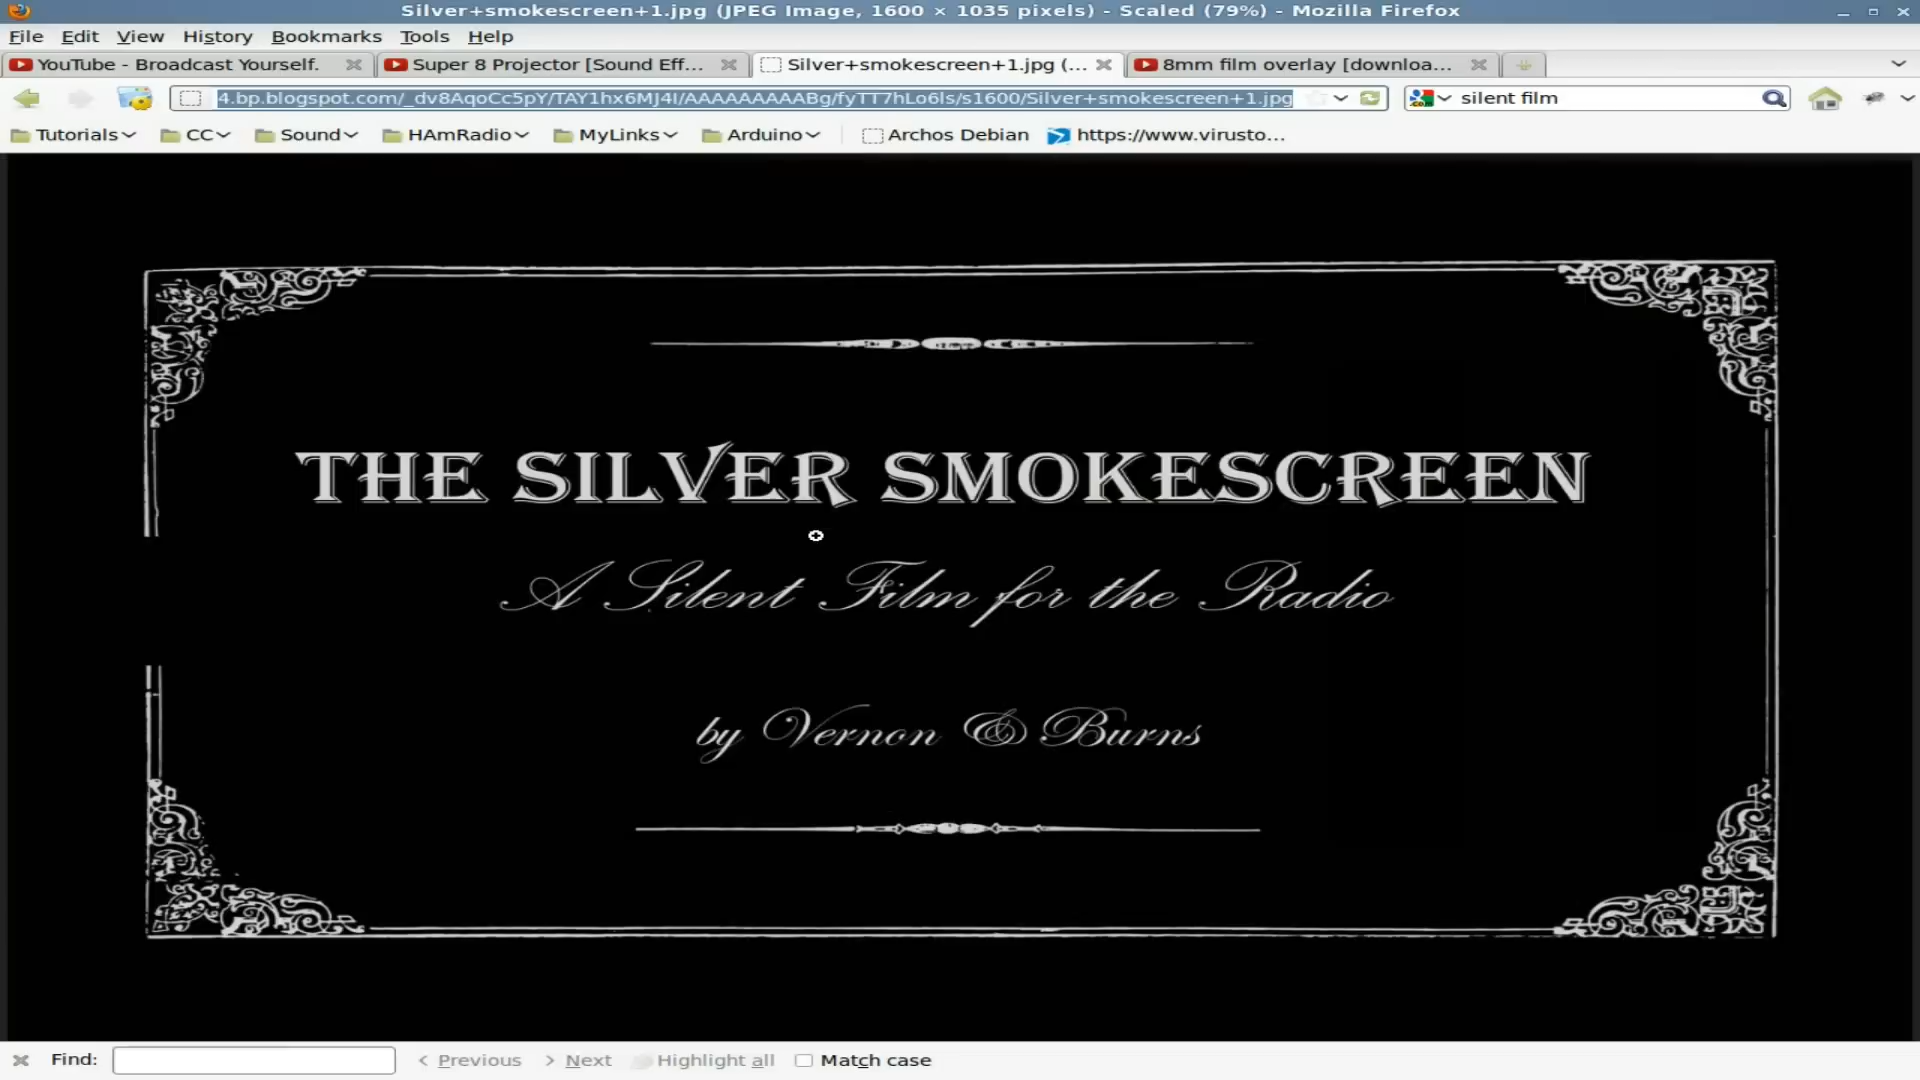 Silver+smokescreen+1.jpg (JPEG Image, 1600 × 1035 pixels) - Scaled (79%) - Mozilla Firefox
File Edit View History Bookmarks Tools Help
YouTube - Broadcast Yourself. Super 8 Projector [Sound Eff... Silver+smokescreen+1.jpg (... 8mm film overlay [downloa...
4.bp.blogspot.com/_dv8AqoCc5pY/TAY1hx6MJ4I/AAAAAAAAABg/fyTT7hLo6ls/s1600/Silver+smokescreen+1.jpg silent film
Tutorials CC Sound HAmRadio MyLinks Arduino Archos Debian https://www.virusto...
THE SILVER SMOKESCREEN
A Silent Film for the Radio
by Vernon & Burns
Find: Previous Next Highlight all Match case